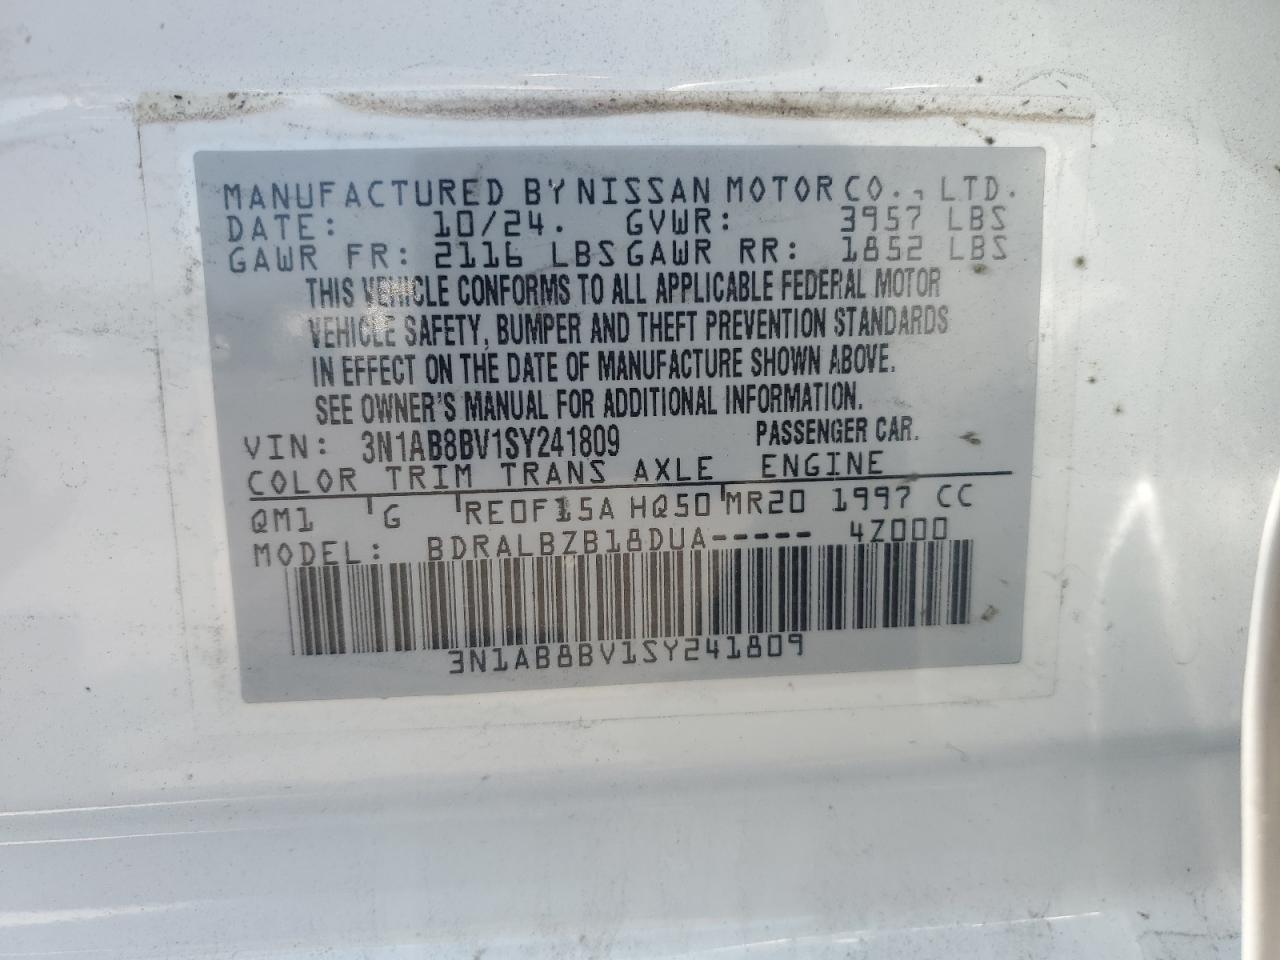 MANUFACTURED BY NISSAN MOTOR CO., LTD.
DATE: 10/24. GVWR: 3957 LBS
GAWR FR: 2116 LBS GAWR RR: 1852 LBS
THIS VEHICLE CONFORMS TO ALL APPLICABLE FEDERAL MOTOR
VEHICLE SAFETY, BUMPER AND THEFT PREVENTION STANDARDS
IN EFFECT ON THE DATE OF MANUFACTURE SHOWN ABOVE.
SEE OWNER'S MANUAL FOR ADDITIONAL INFORMATION.
VIN: 3N1AB8BV1SY241809 PASSENGER CAR.
COLOR TRIM TRANS AXLE ENGINE
QM1 G RE0F15A HQ50 MR20 1997 CC
MODEL: BDRALBZB18DUA----- 4Z000
3N1AB8BV1SY241809